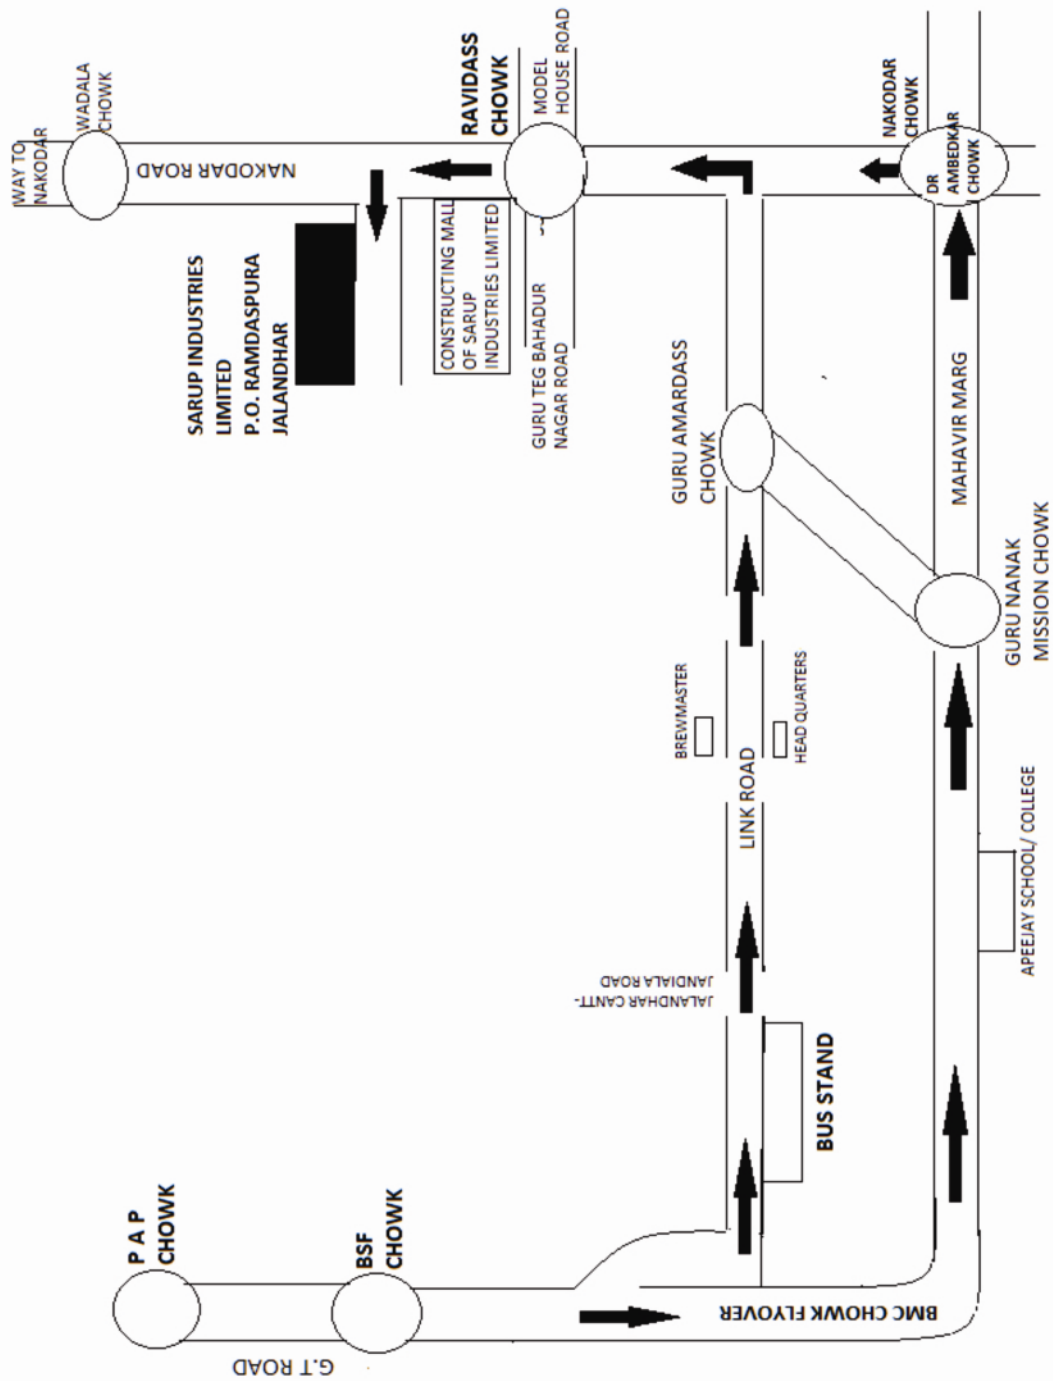 WAY TO
NAKODAR
WADALA
CHOWK
NAKODAR ROAD
RAVIDASS
CHOWK
MODEL
HOUSE ROAD
NAKODAR
CHOWK
DR
AMBEDKAR
CHOWK
SARUP INDUSTRIES
LIMITED
P.O. RAMDASPURA
JALANDHAR
CONSTRUCTING MALL
OF SARUP
INDUSTRIES LIMITED
GURU TEG BAHADUR
NAGAR ROAD
GURU AMARDASS
CHOWK
MAHAVIR MARG
GURU NANAK
MISSION CHOWK
BREWMASTER
LINK ROAD
HEAD QUARTERS
APEEJAY SCHOOL/ COLLEGE
JALANDHAR CANTT-
JANDIALA ROAD
BUS STAND
P A P
CHOWK
BSF
CHOWK
G.T ROAD
BMC CHOWK FLYOVER